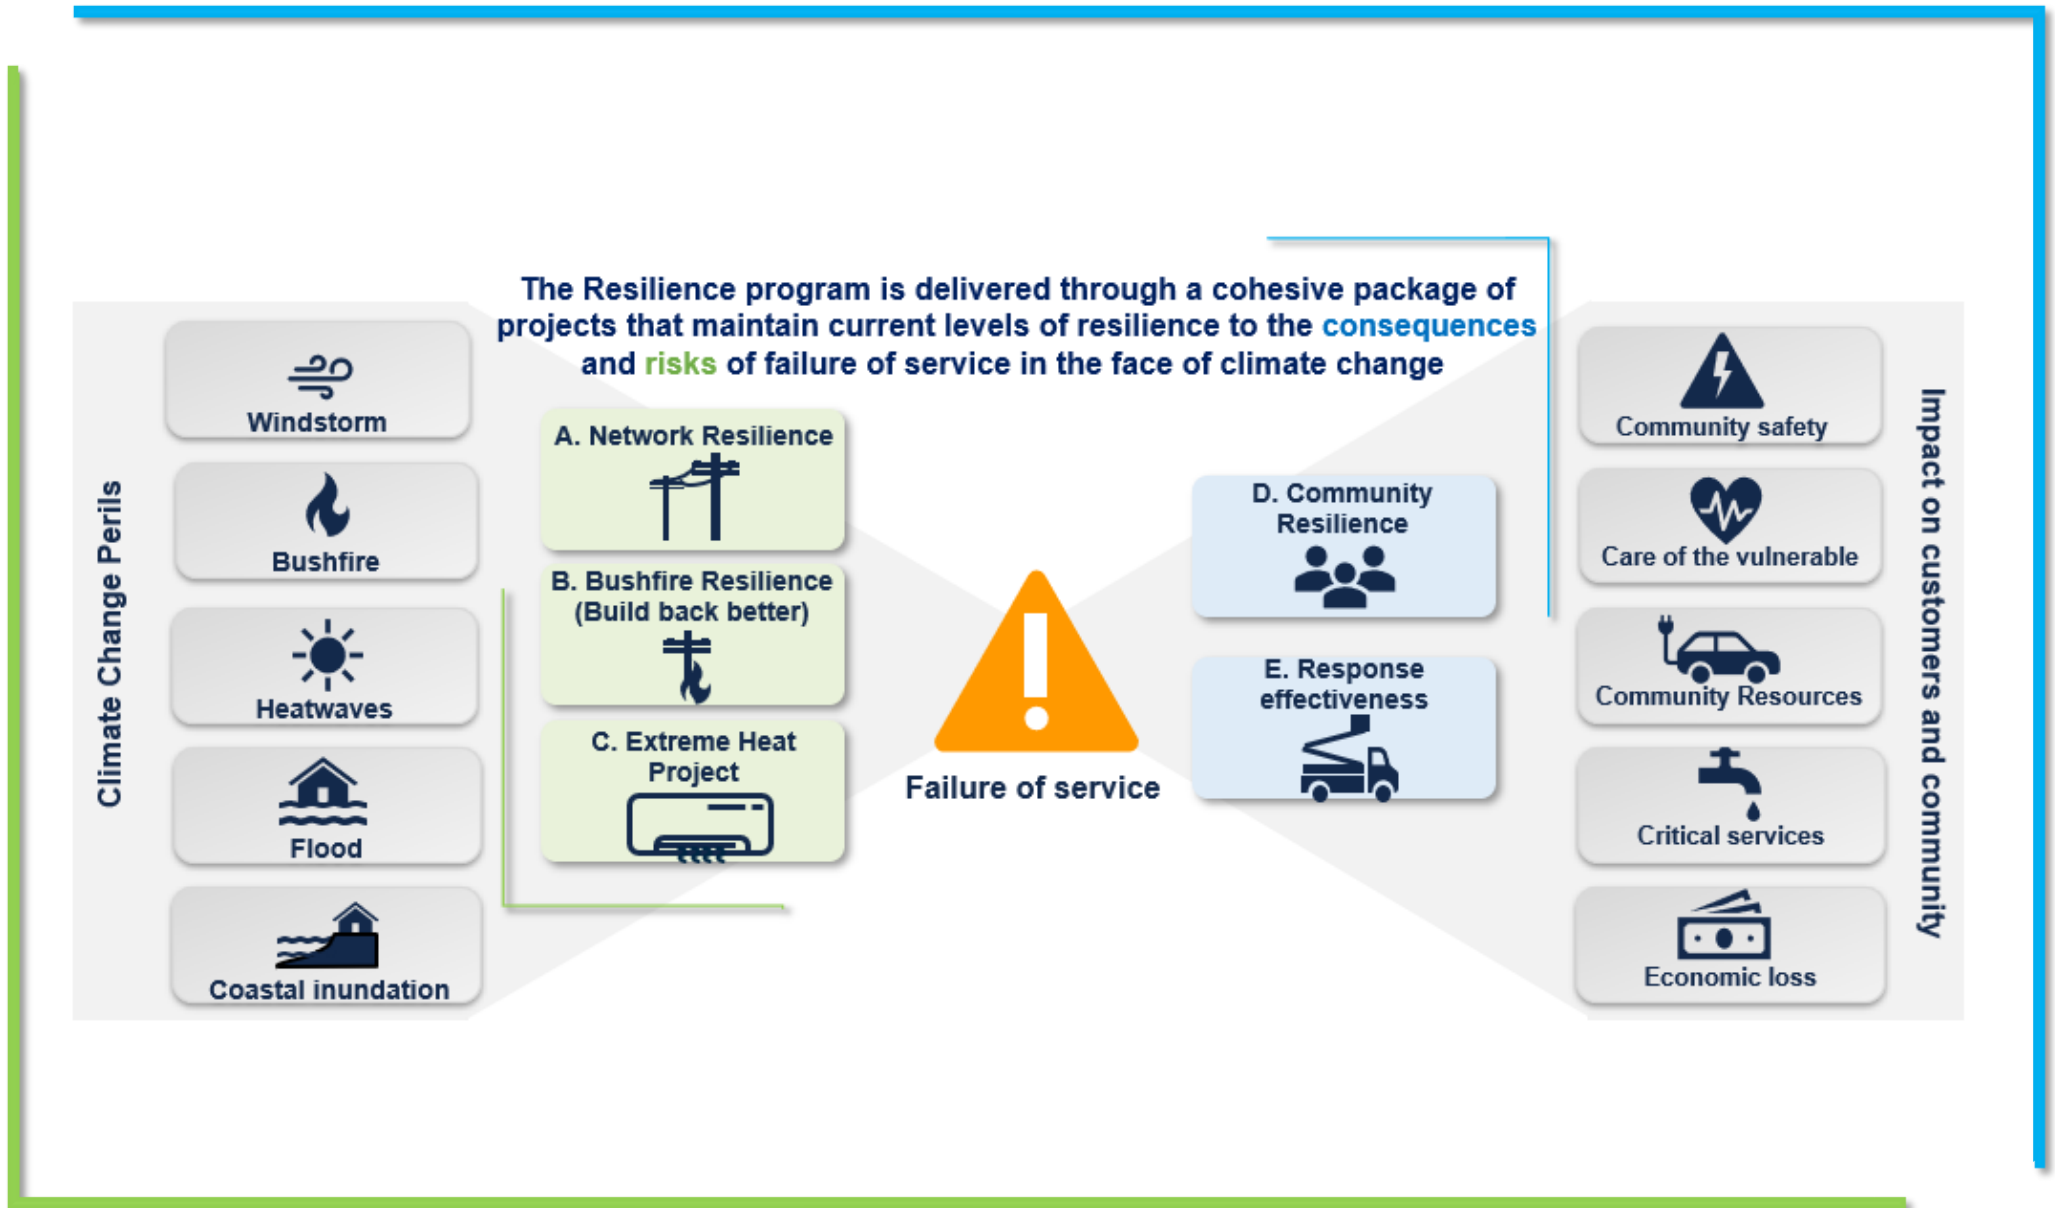 The Resilience program is delivered through a cohesive package of
projects that maintain current levels of resilience to the consequences
and risks of failure of service in the face of climate change
Climate Change Perils
Windstorm
Bushfire
Heatwaves
Flood
Coastal inundation
A. Network Resilience
B. Bushfire Resilience
(Build back better)
C. Extreme Heat
Project
Failure of service
D. Community
Resilience
E. Response
effectiveness
Community safety
Care of the vulnerable
Community Resources
Critical services
Economic loss
Impact on customers and community